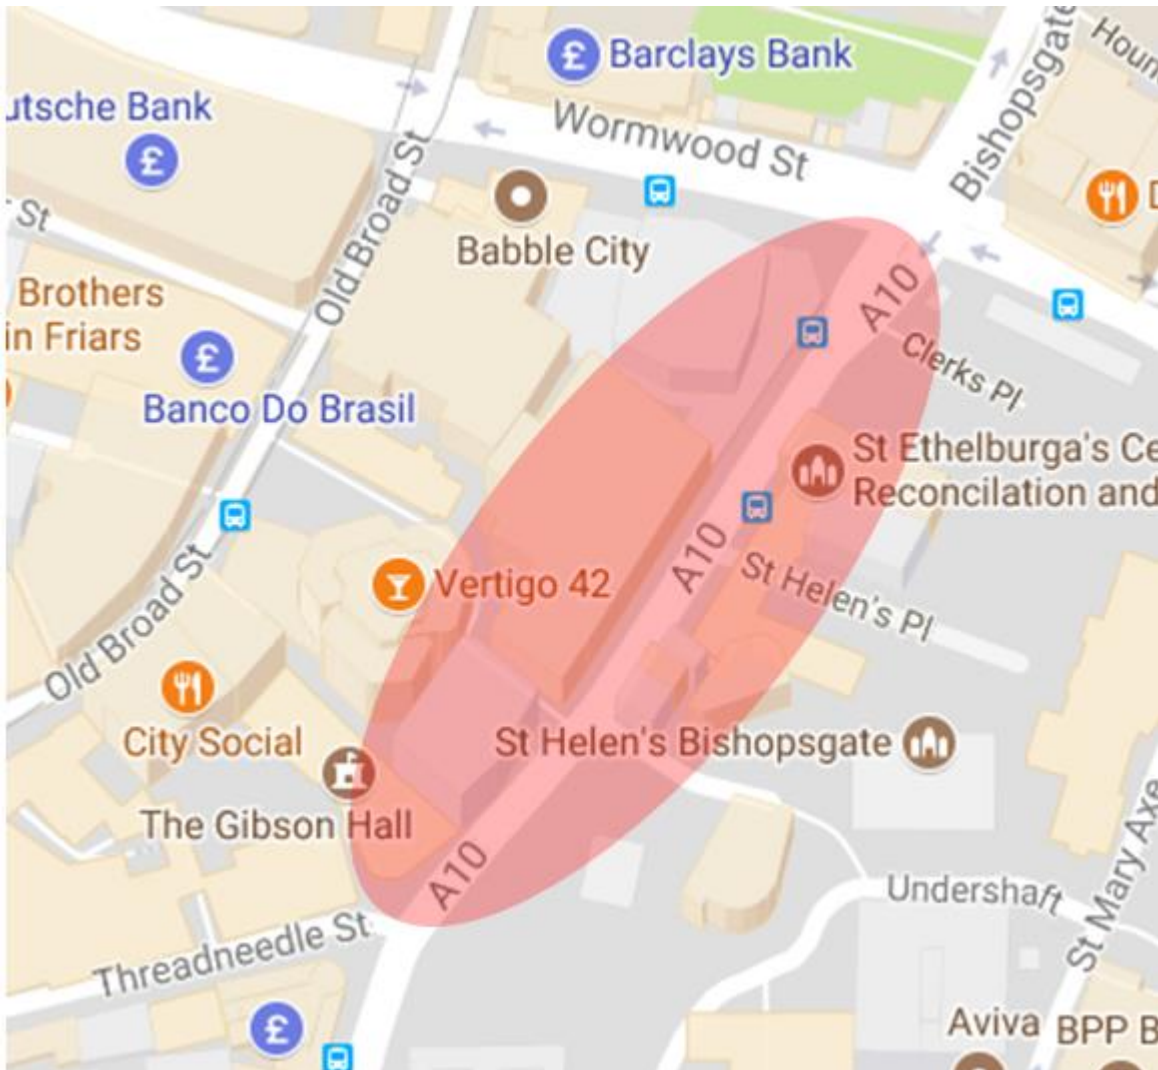 Barclays Bank
Bishopsgate
Houn
utsche Bank
Wormwood St
r St
Old Broad St
Babble City
D
Brothers
in Friars
A10
Clerks Pl
Banco Do Brasil
St Ethelburga's Ce
Reconcilation and
A10
St Helen's Pl
Vertigo 42
Old Broad St
City Social
St Helen's Bishopsgate
The Gibson Hall
A10
Undershaft
St Mary Axe
Threadneedle St
Aviva
BPP B